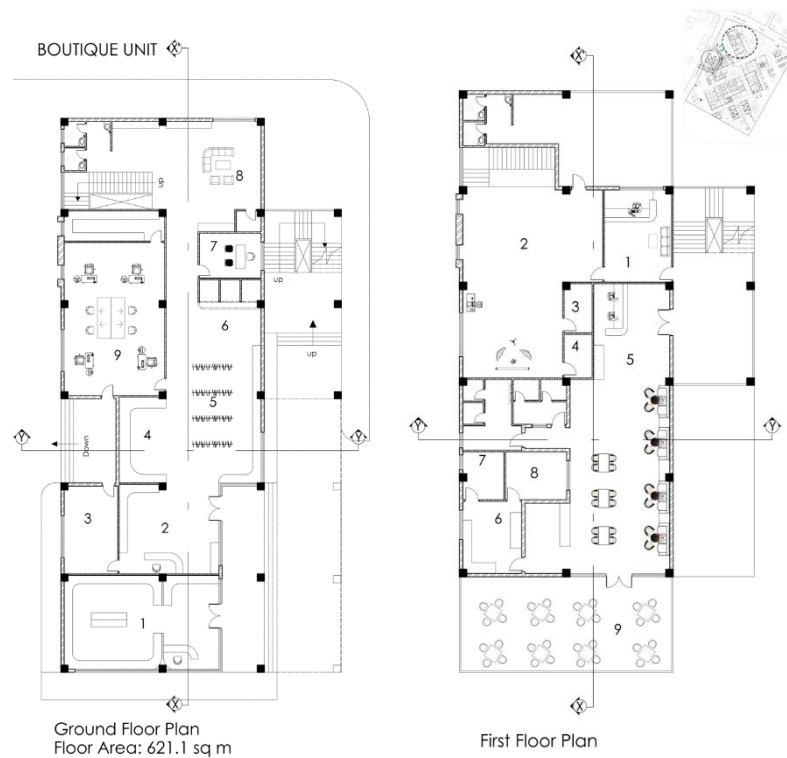 BOUTIQUE UNIT
X'
X'
up
8
7
up
6
up
9
5
4
Y
Y
Down
3
2
1
X
X
Ground Floor Plan
Floor Area: 621.1 sq m
2
1
3
4
5
Y
Y
7
8
6
9
First Floor Plan